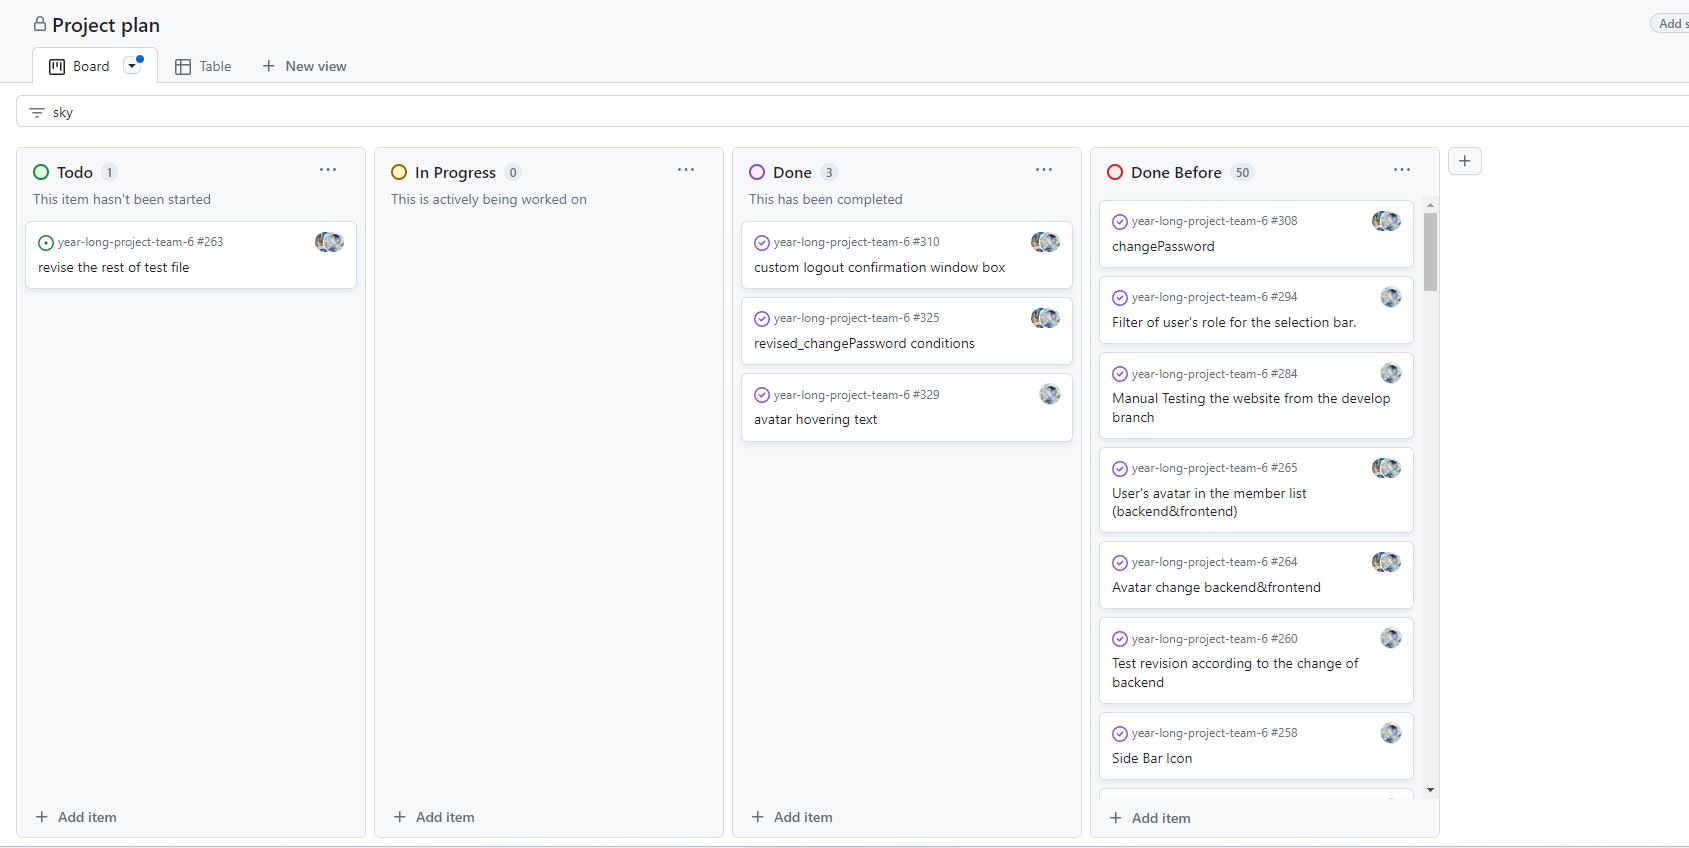 Project plan
Add s
Board
Table
New view
sky
Todo 1
This item hasn't been started
year-long-project-team-6 #263
revise the rest of test file
Add item
In Progress 0
This is actively being worked on
Add item
Done 3
This has been completed
year-long-project-team-6 #310
custom logout confirmation window box
year-long-project-team-6 #325
revised_changePassword conditions
year-long-project-team-6 #329
avatar hovering text
Add item
Done Before 50
year-long-project-team-6 #308
changePassword
year-long-project-team-6 #294
Filter of user's role for the selection bar.
year-long-project-team-6 #284
Manual Testing the website from the develop
branch
year-long-project-team-6 #265
User's avatar in the member list
(backend&frontend)
year-long-project-team-6 #264
Avatar change backend&frontend
year-long-project-team-6 #260
Test revision according to the change of
backend
year-long-project-team-6 #258
Side Bar Icon
Add item